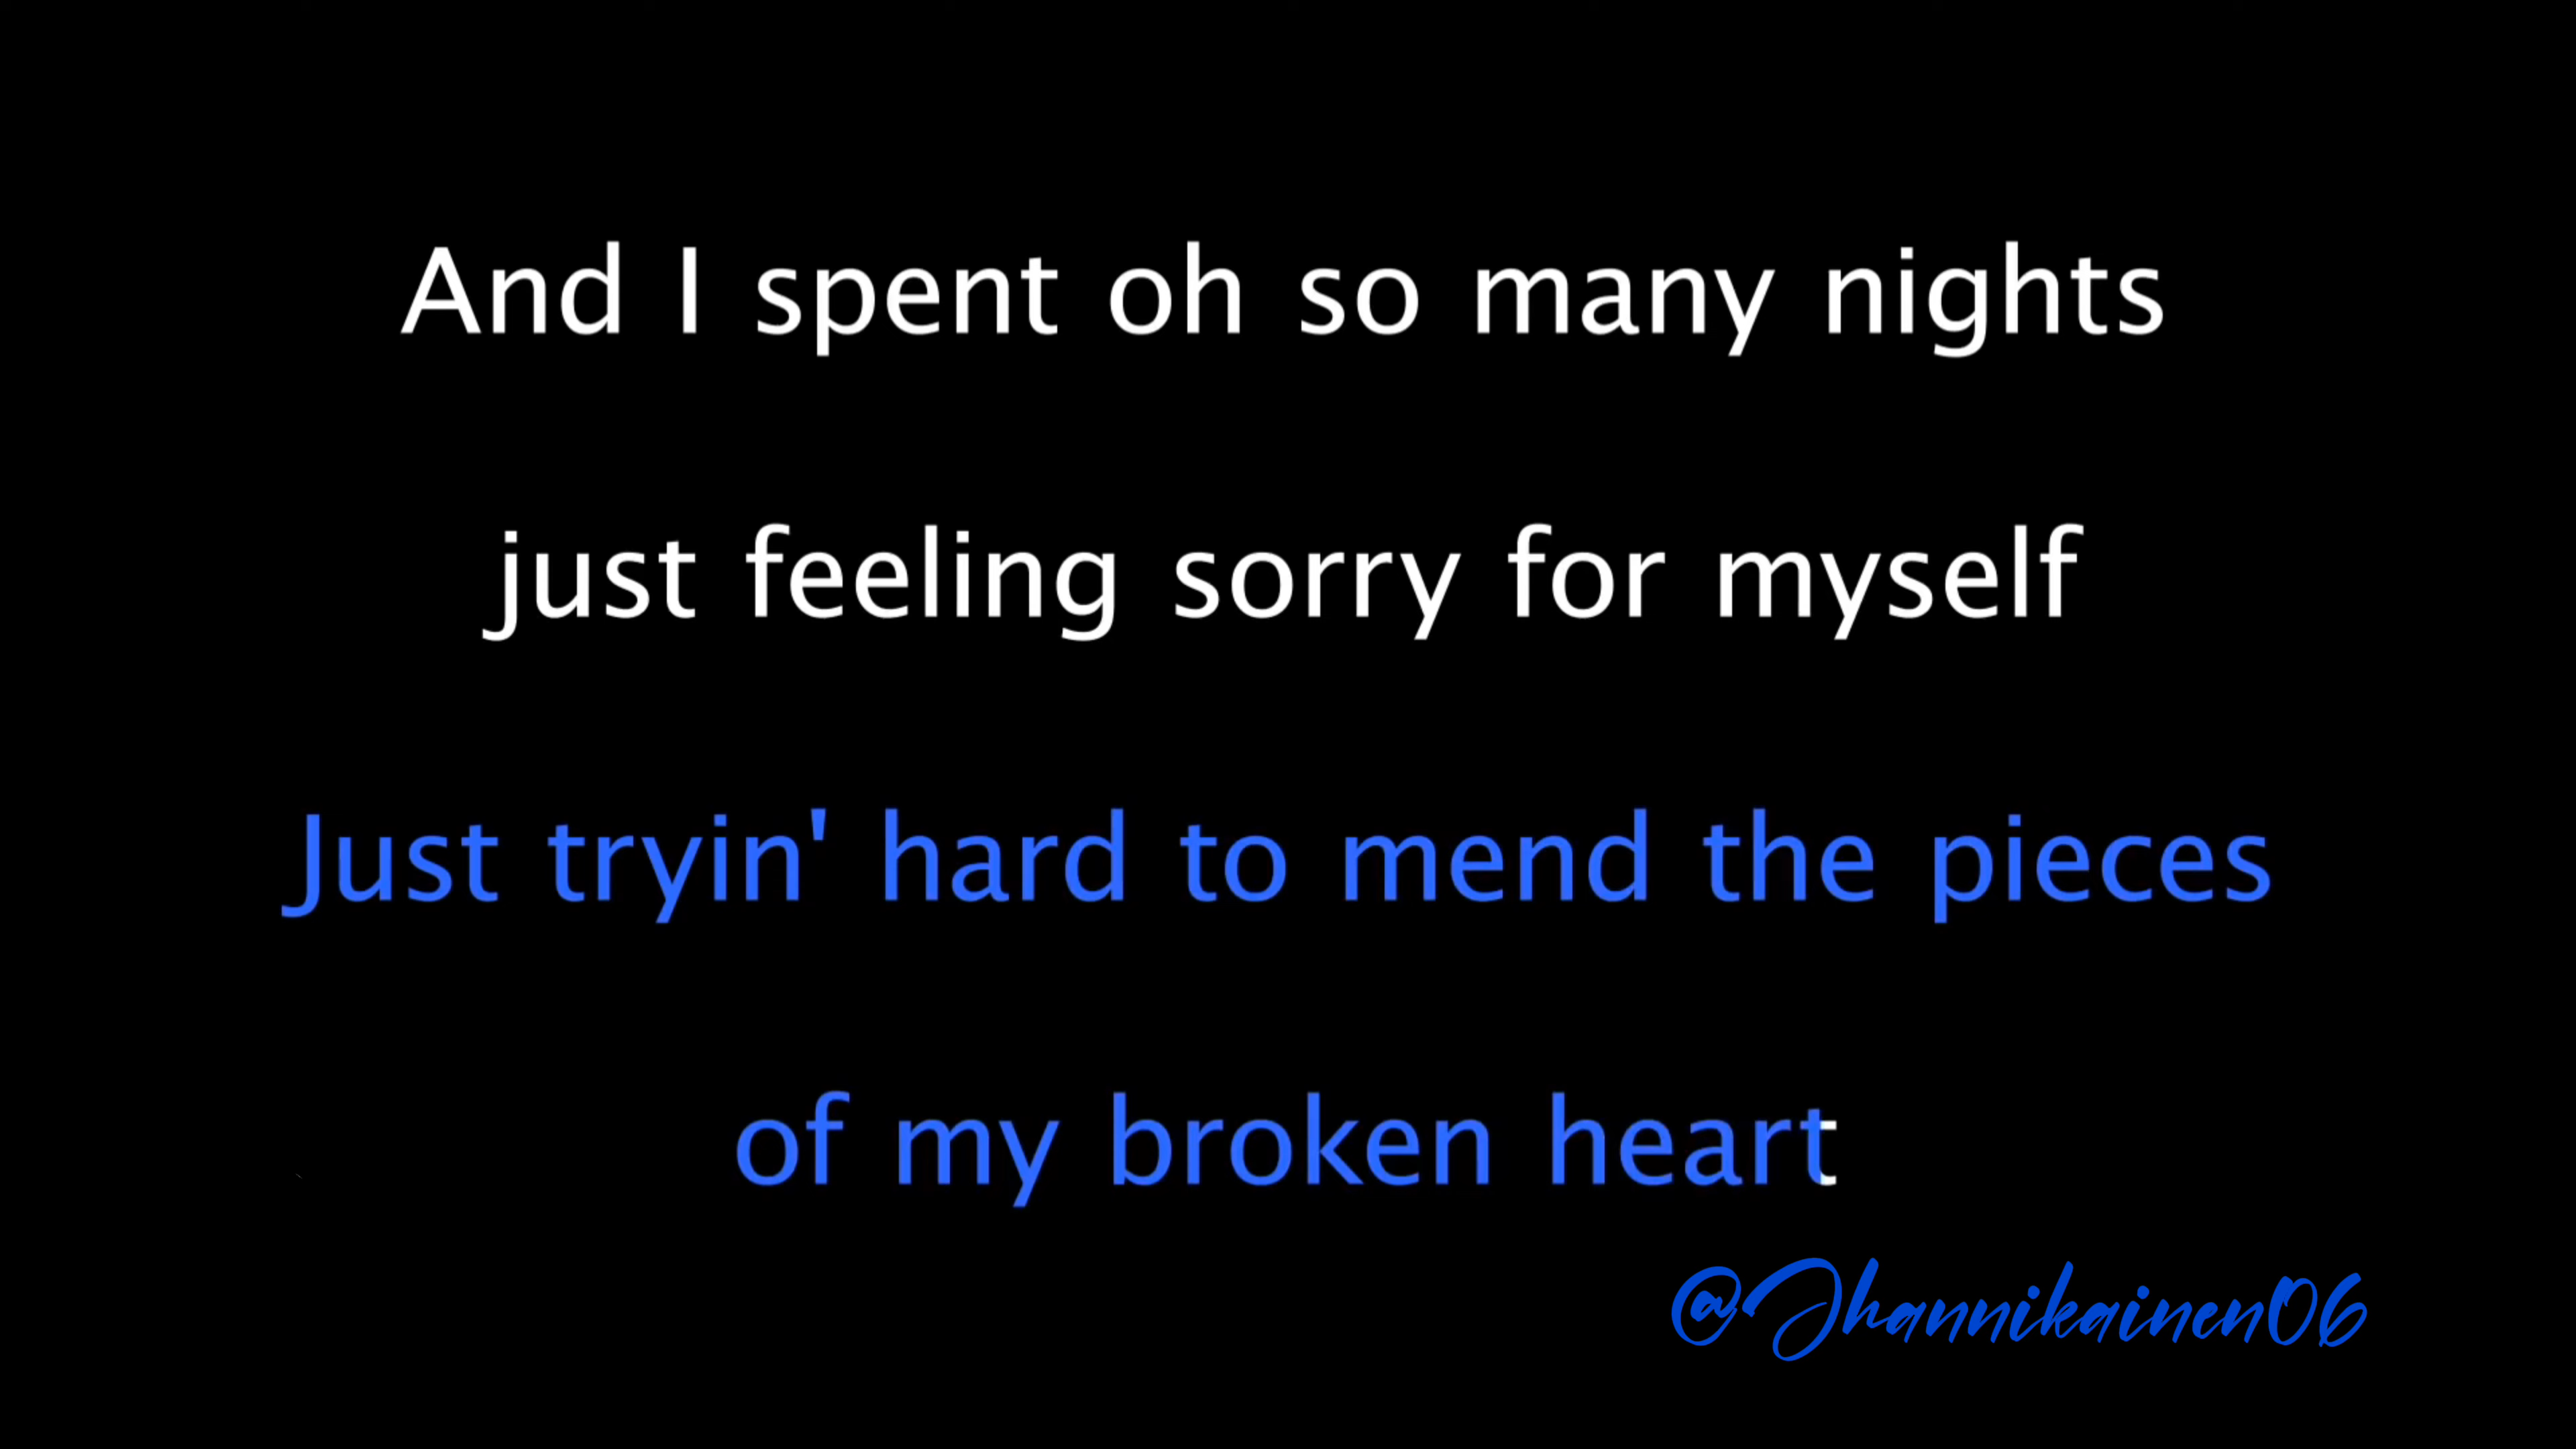 And I spent oh so many nights
just feeling sorry for myself
Just tryin' hard to mend the pieces
of my broken heart
@Jhannikainen06